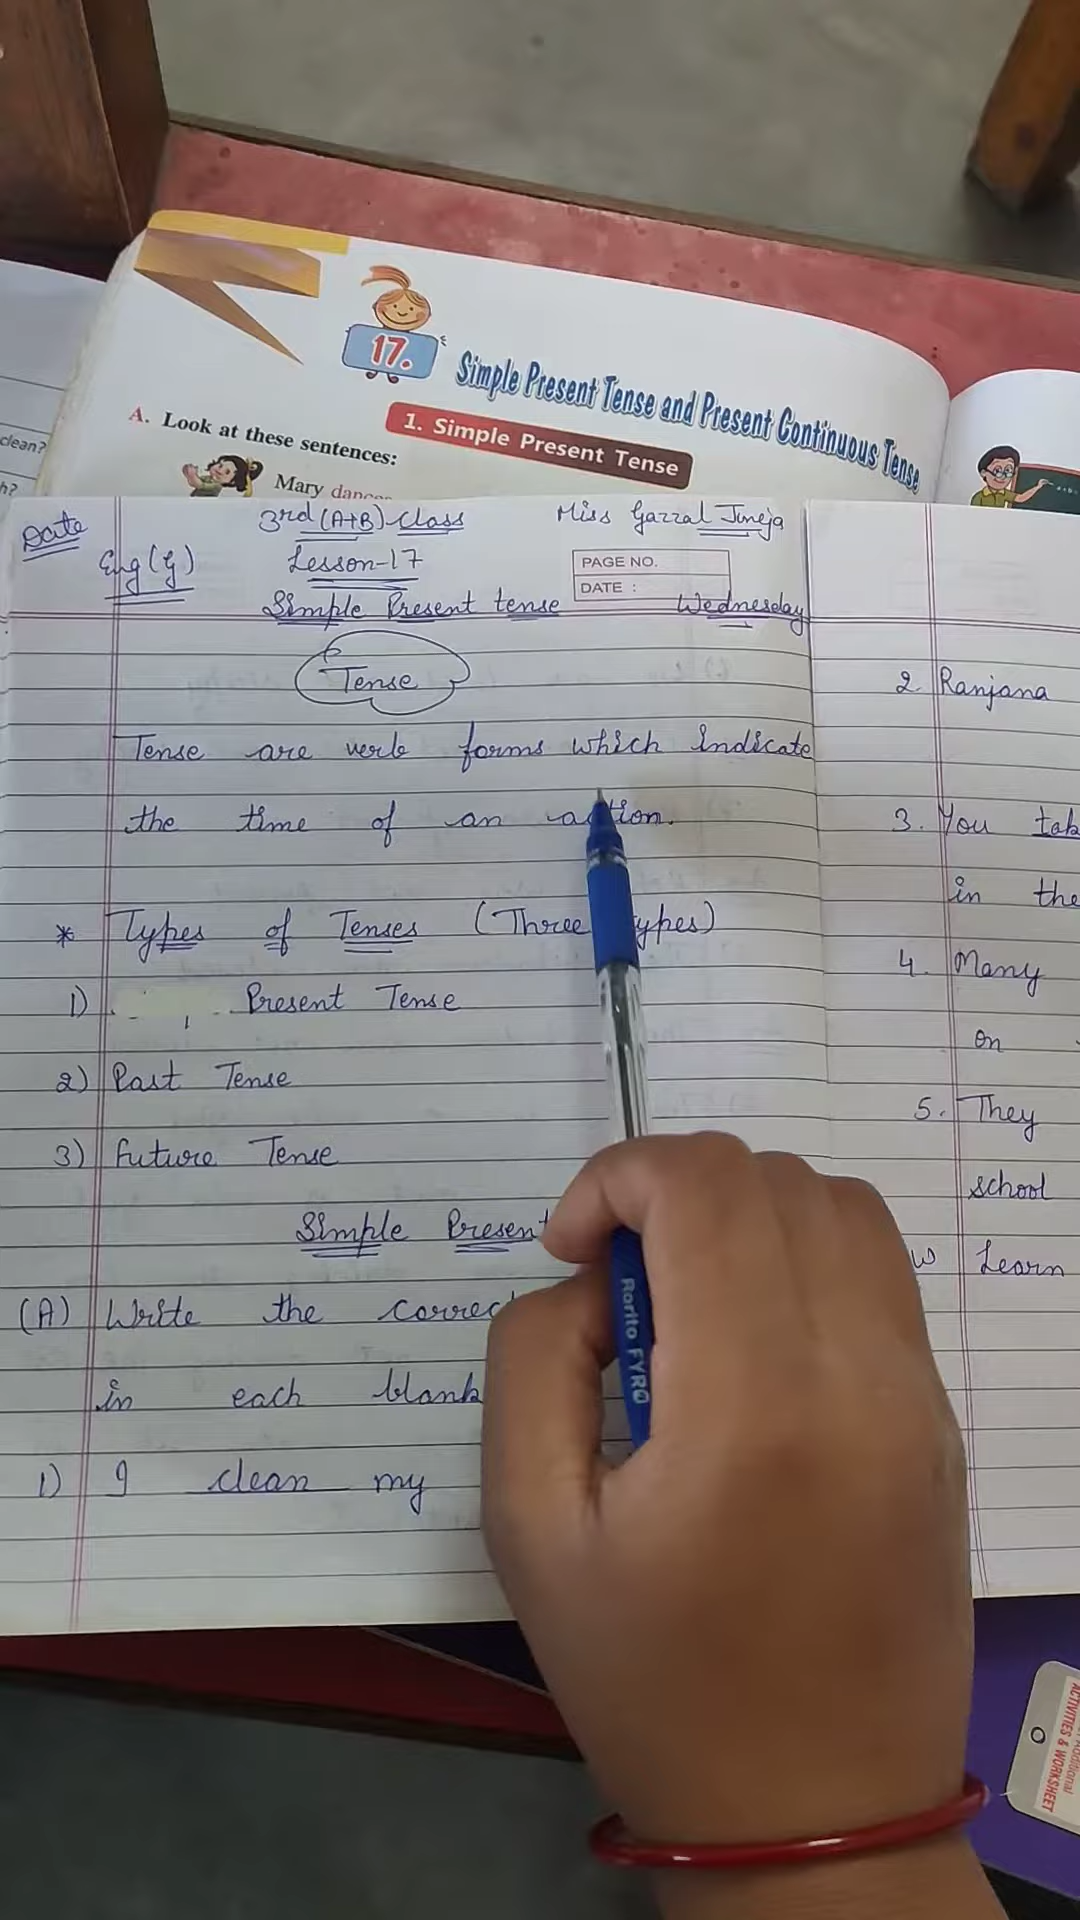 17.
Simple Present Tense and Present Continuous Tense
1. Simple Present Tense
A. Look at these sentences:
Mary dances
clean?
h?
Date
3rd (A+B) Class
Miss Gazzal Juneja
Eng (G)
Lesson-17
PAGE NO.
DATE :
Simple Present tense
Wednesday
Tense
Tense are verb forms which indicate
the time of an action.
* Types of Tenses (Three Types)
1) Present Tense
2) Past Tense
3) Future Tense
Simple Present
(A) Write the correc
in each blank
1) I clean my
2. Ranjana
3. You tak
in the
4. Many
on
5. They
school
W Learn
Rorito FYRO
ACTIVITIES & WORKSHEET